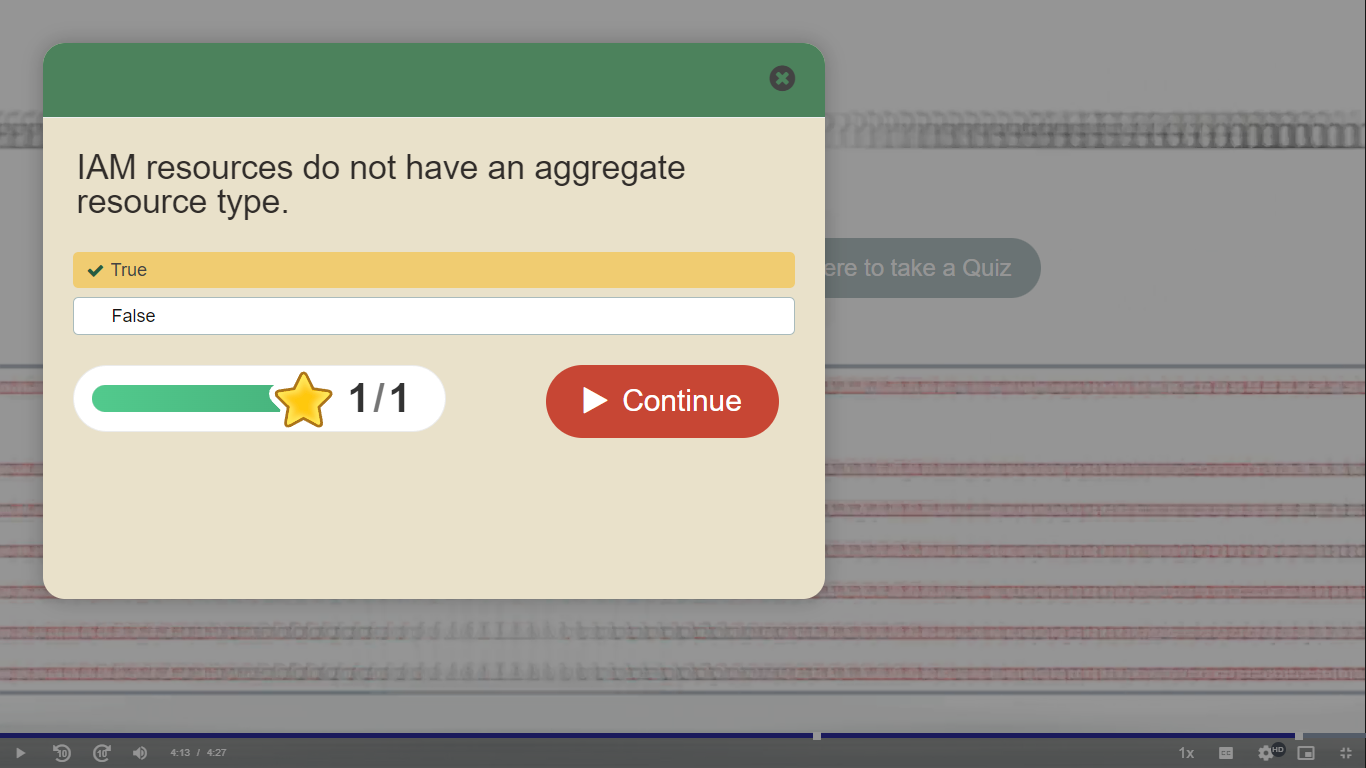 IAM resources do not have an aggregate
resource type.
True
False
1/1
Continue
ere to take a Quiz
10
10
4:13 / 4:27
1x
CC
HD